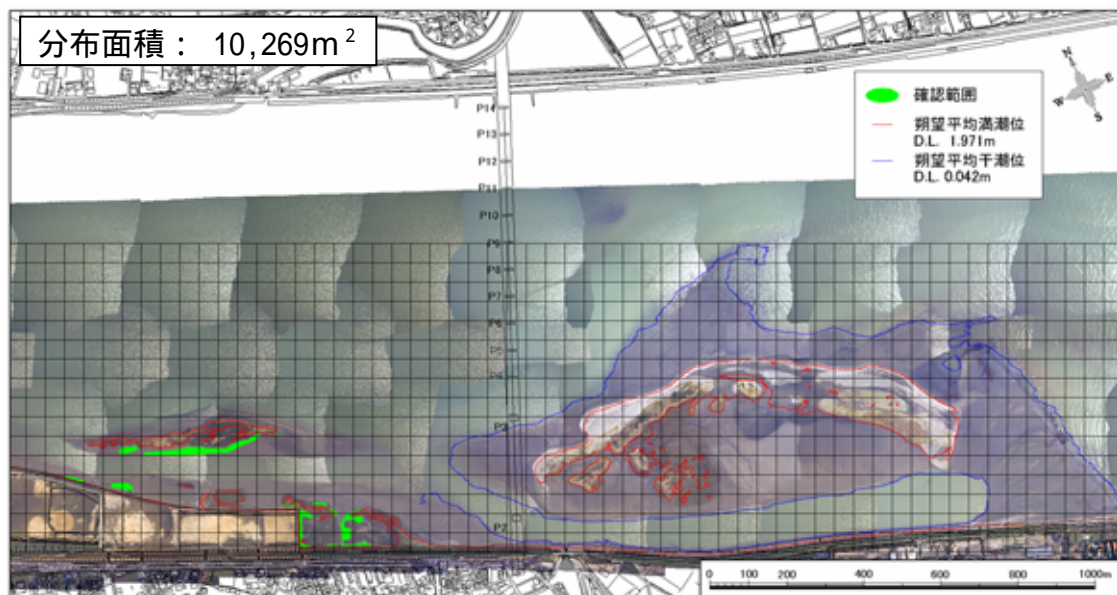 分布面積： 10,269m²
N
W E
S
確認範囲
朔望平均満潮位
D.L. 1.971m
朔望平均干潮位
D.L. 0.042m
P14
P13
P12
P11
P10
P9
P8
P7
P6
P5
P4
P3
P2
0 100 200 400 600 800 1000m